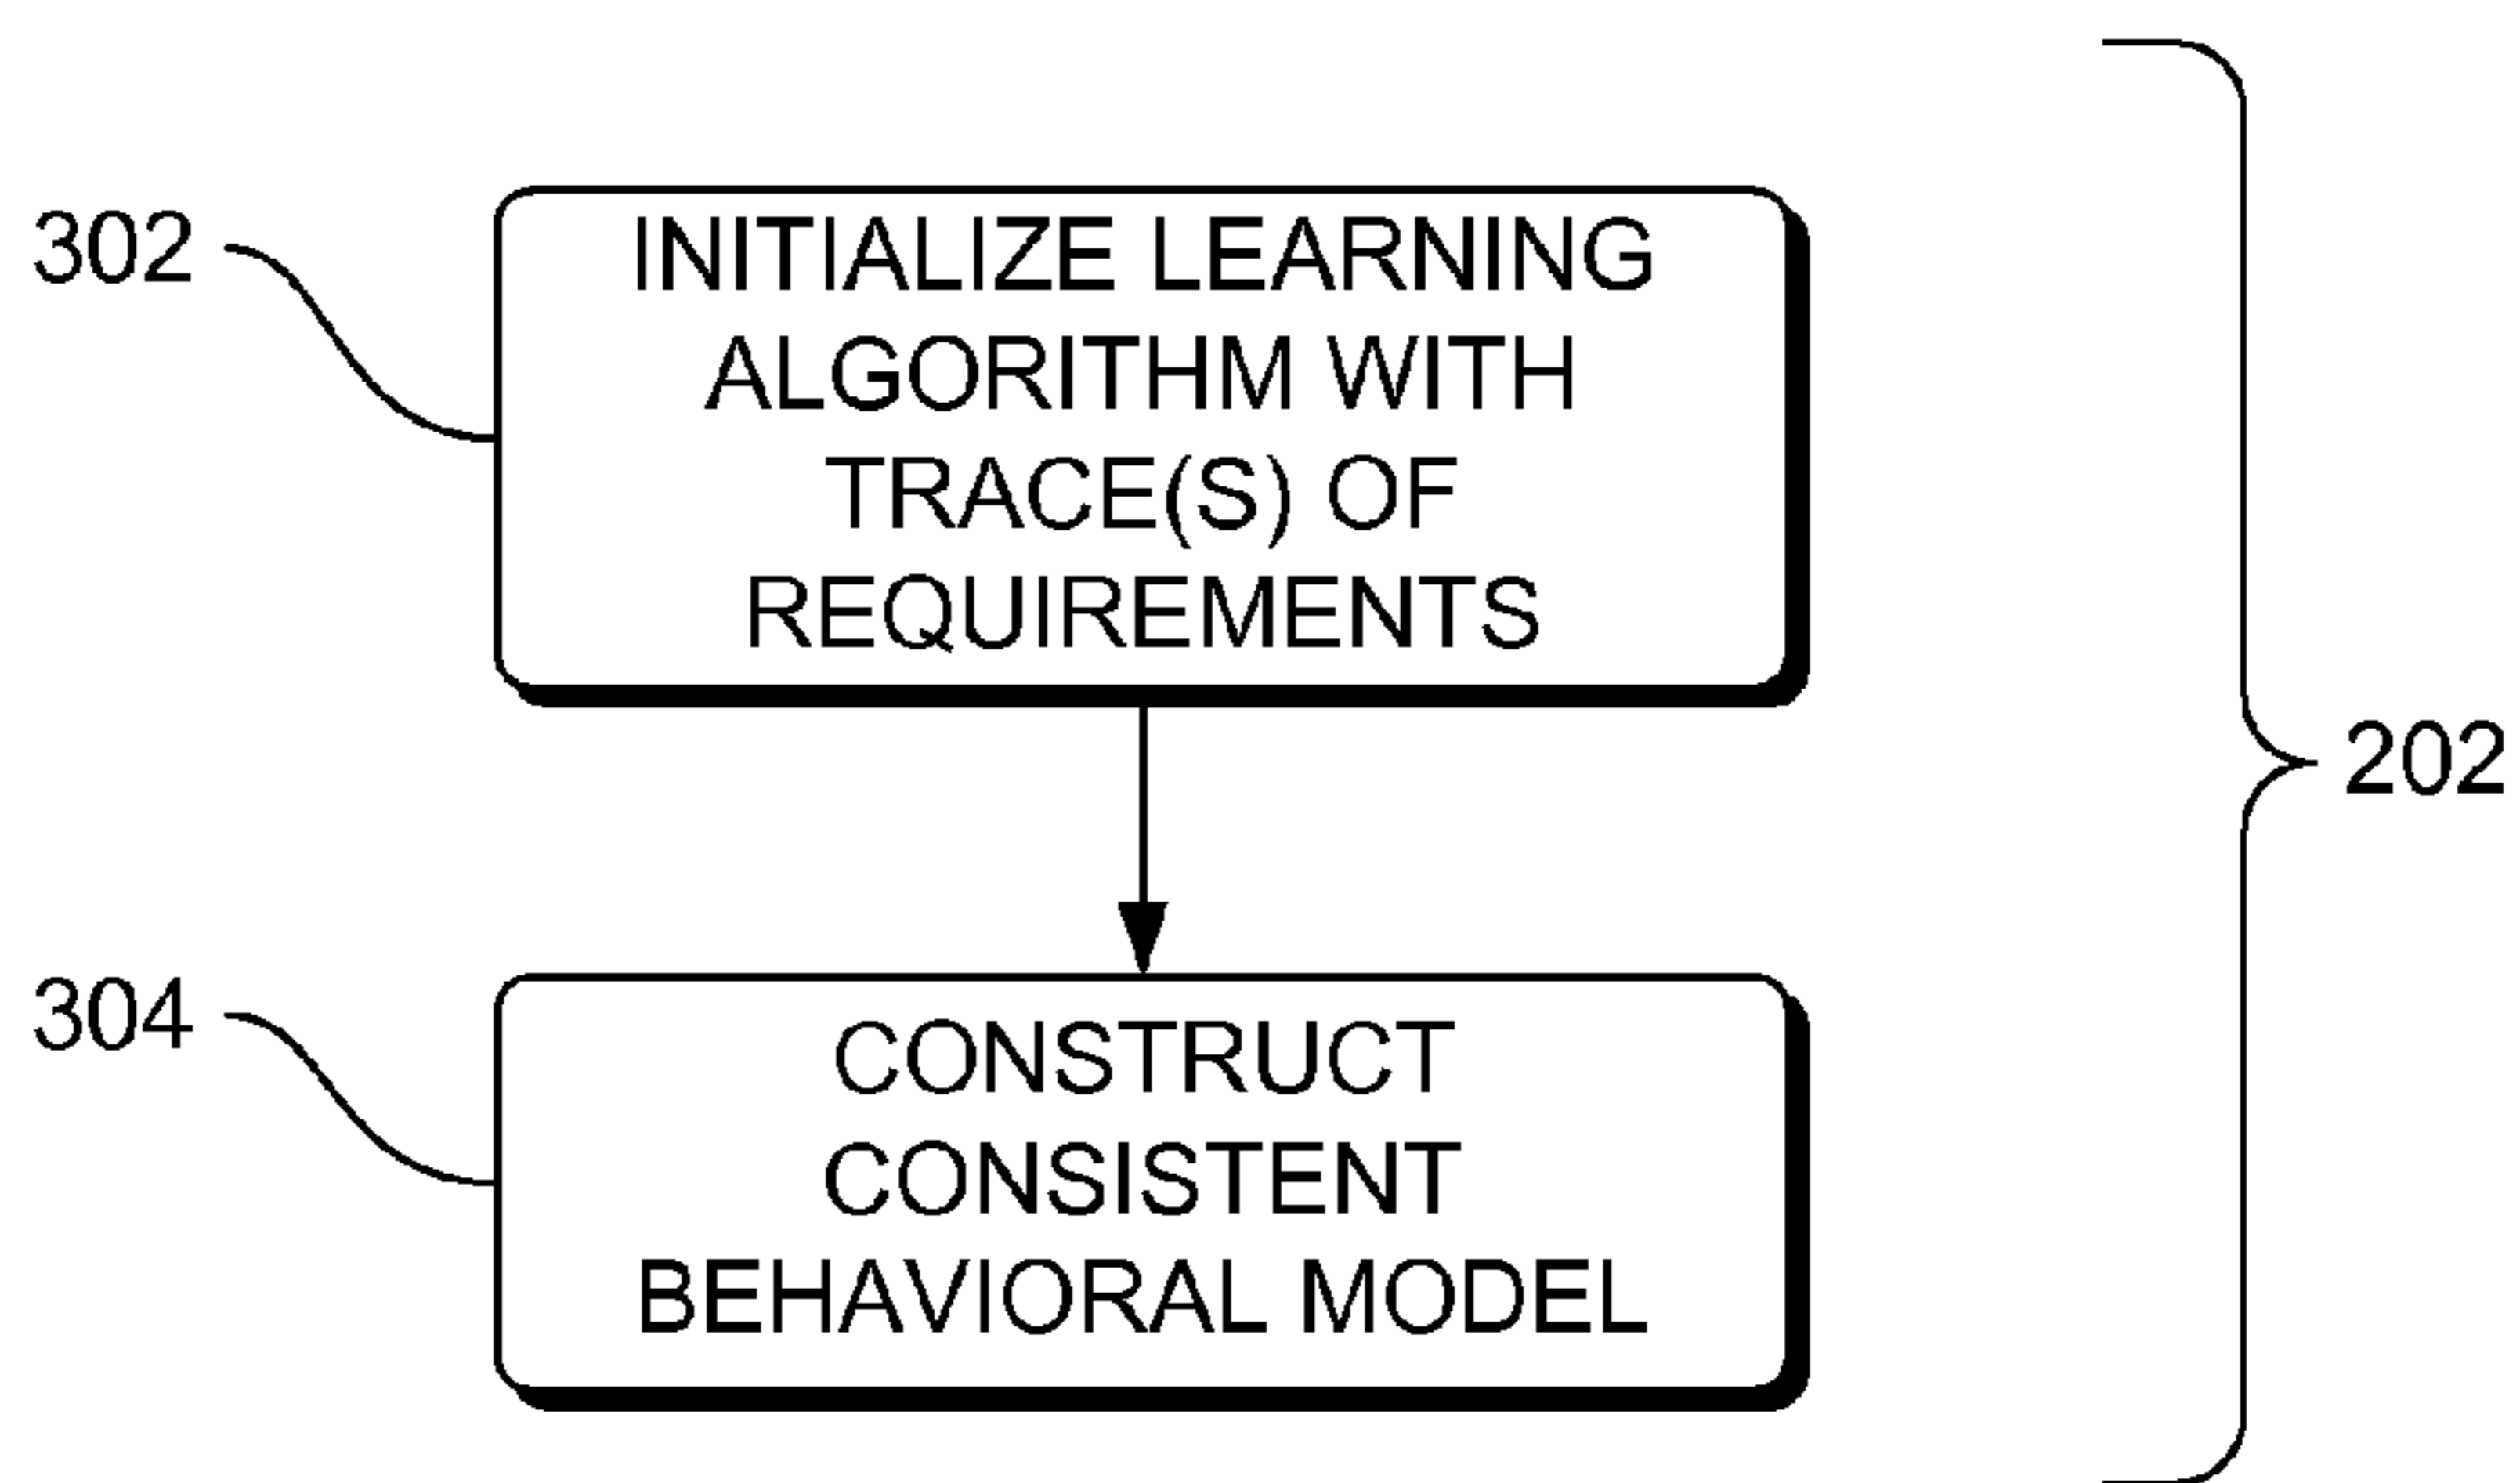 302
INITIALIZE LEARNING
ALGORITHM WITH
TRACE(S) OF
REQUIREMENTS
202
304
CONSTRUCT
CONSISTENT
BEHAVIORAL MODEL